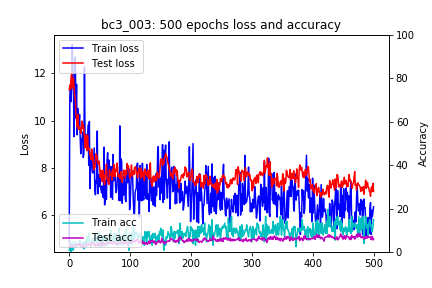 bc3_003: 500 epochs loss and accuracy
Train loss
Test loss
Train acc
Test acc
Loss
Accuracy
12
10
8
6
100
80
60
40
20
0
0
100
200
300
400
500